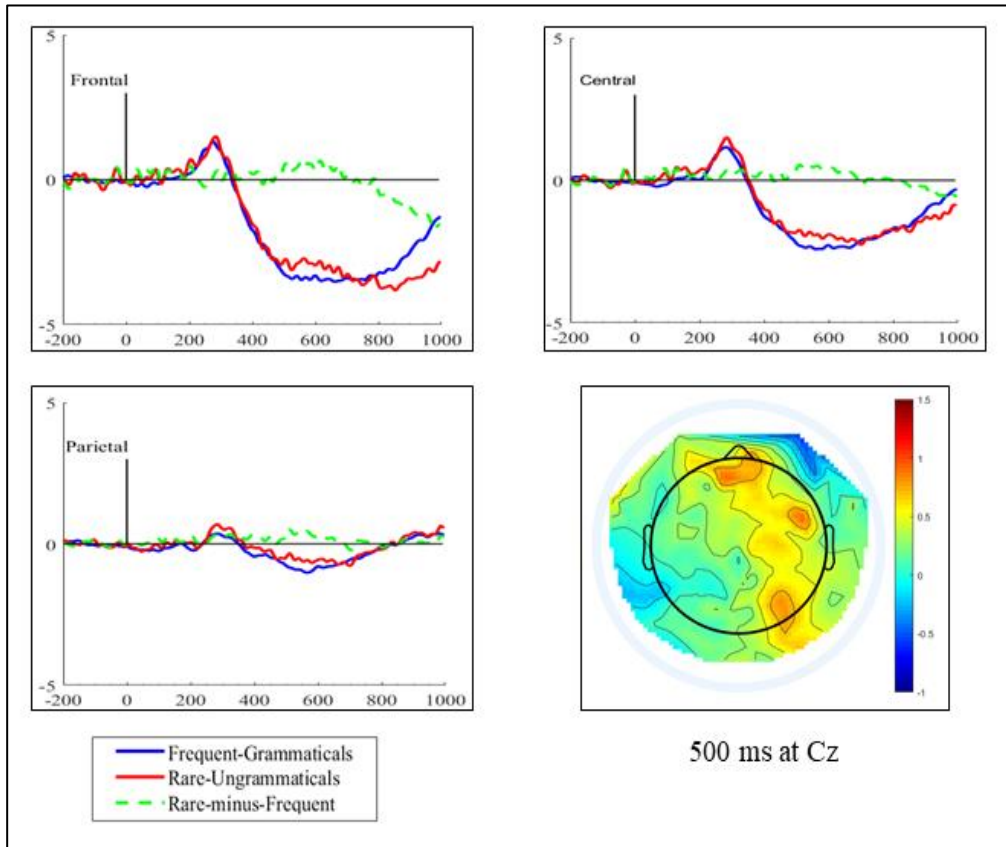 5
Frontal
0
-5
-200 0 200 400 600 800 1000
5
Central
0
-5
-200 0 200 400 600 800 1000
5
Parietal
0
-5
-200 0 200 400 600 800 1000
1.5
1
0.5
0
-0.5
-1
Frequent-Grammaticals
Rare-Ungrammaticals
Rare-minus-Frequent
500 ms at Cz